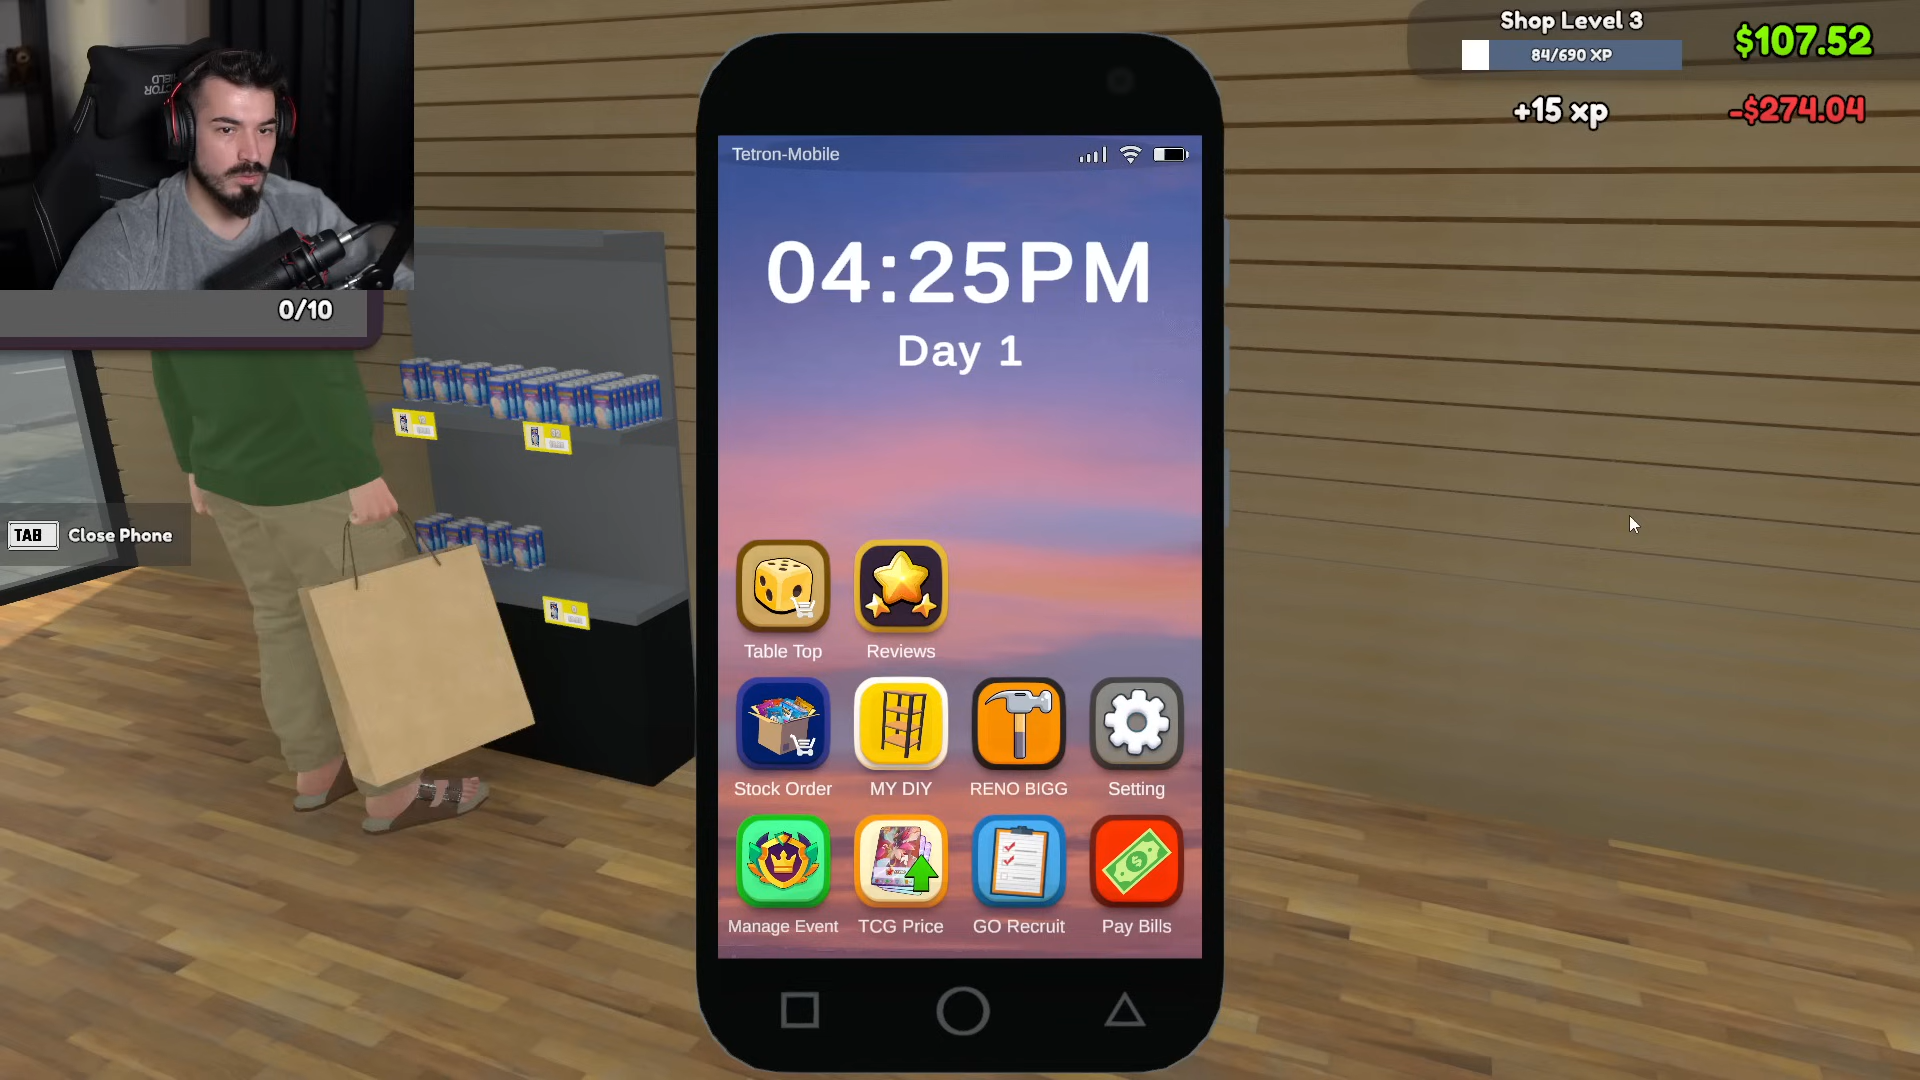 Shop Level 3
84/690 XP
$107.52
+15 xp
-$274.04
0/10
TAB Close Phone
Tetron-Mobile
04:25PM
Day 1
Table Top
Reviews
Stock Order
MY DIY
RENO BIGG
Setting
Manage Event
TCG Price
GO Recruit
Pay Bills